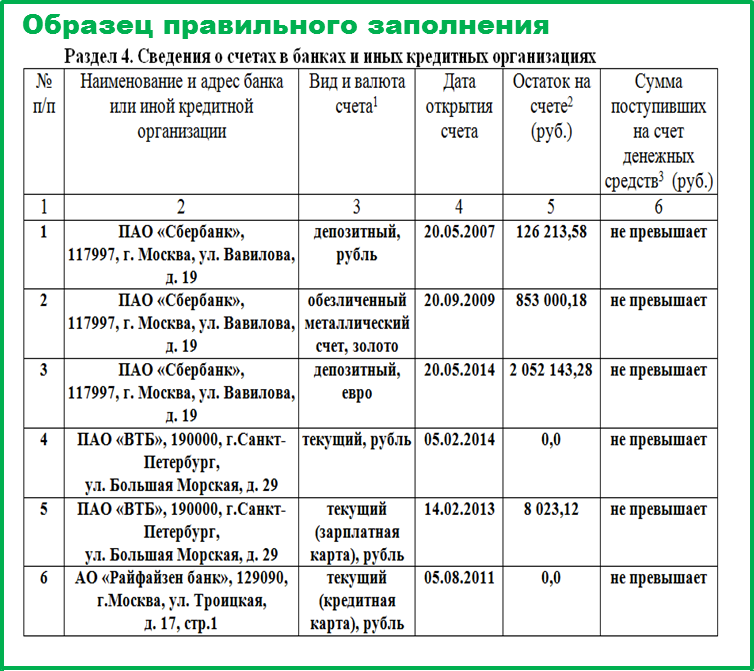 Образец правильного заполнения
Раздел 4. Сведения о счетах в банках и иных кредитных организациях
№ п/п
Наименование и адрес банка
или иной кредитной
организации
Вид и валюта
счета¹
Дата
открытия
счета
Остаток на
счете²
(руб.)
Сумма
поступивших
на счет
денежных
средств³ (руб.)
1 2 3 4 5 6
1
ПАО «Сбербанк»,
117997, г. Москва, ул. Вавилова,
д. 19
депозитный,
рубль
20.05.2007
126 213,58
не превышает
2
ПАО «Сбербанк»,
117997, г. Москва, ул. Вавилова,
д. 19
обезличенный
металлический
счет, золото
20.09.2009
853 000,18
не превышает
3
ПАО «Сбербанк»,
117997, г. Москва, ул. Вавилова,
д. 19
депозитный,
евро
20.05.2014
2 052 143,28
не превышает
4
ПАО «ВТБ», 190000, г.Санкт-
Петербург,
ул. Большая Морская, д. 29
текущий, рубль
05.02.2014
0,0
не превышает
5
ПАО «ВТБ», 190000, г.Санкт-
Петербург,
ул. Большая Морская, д. 29
текущий
(зарплатная
карта), рубль
14.02.2013
8 023,12
не превышает
6
АО «Райфайзен банк», 129090,
г.Москва, ул. Троицкая,
д. 17, стр.1
текущий
(кредитная
карта), рубль
05.08.2011
0,0
не превышает